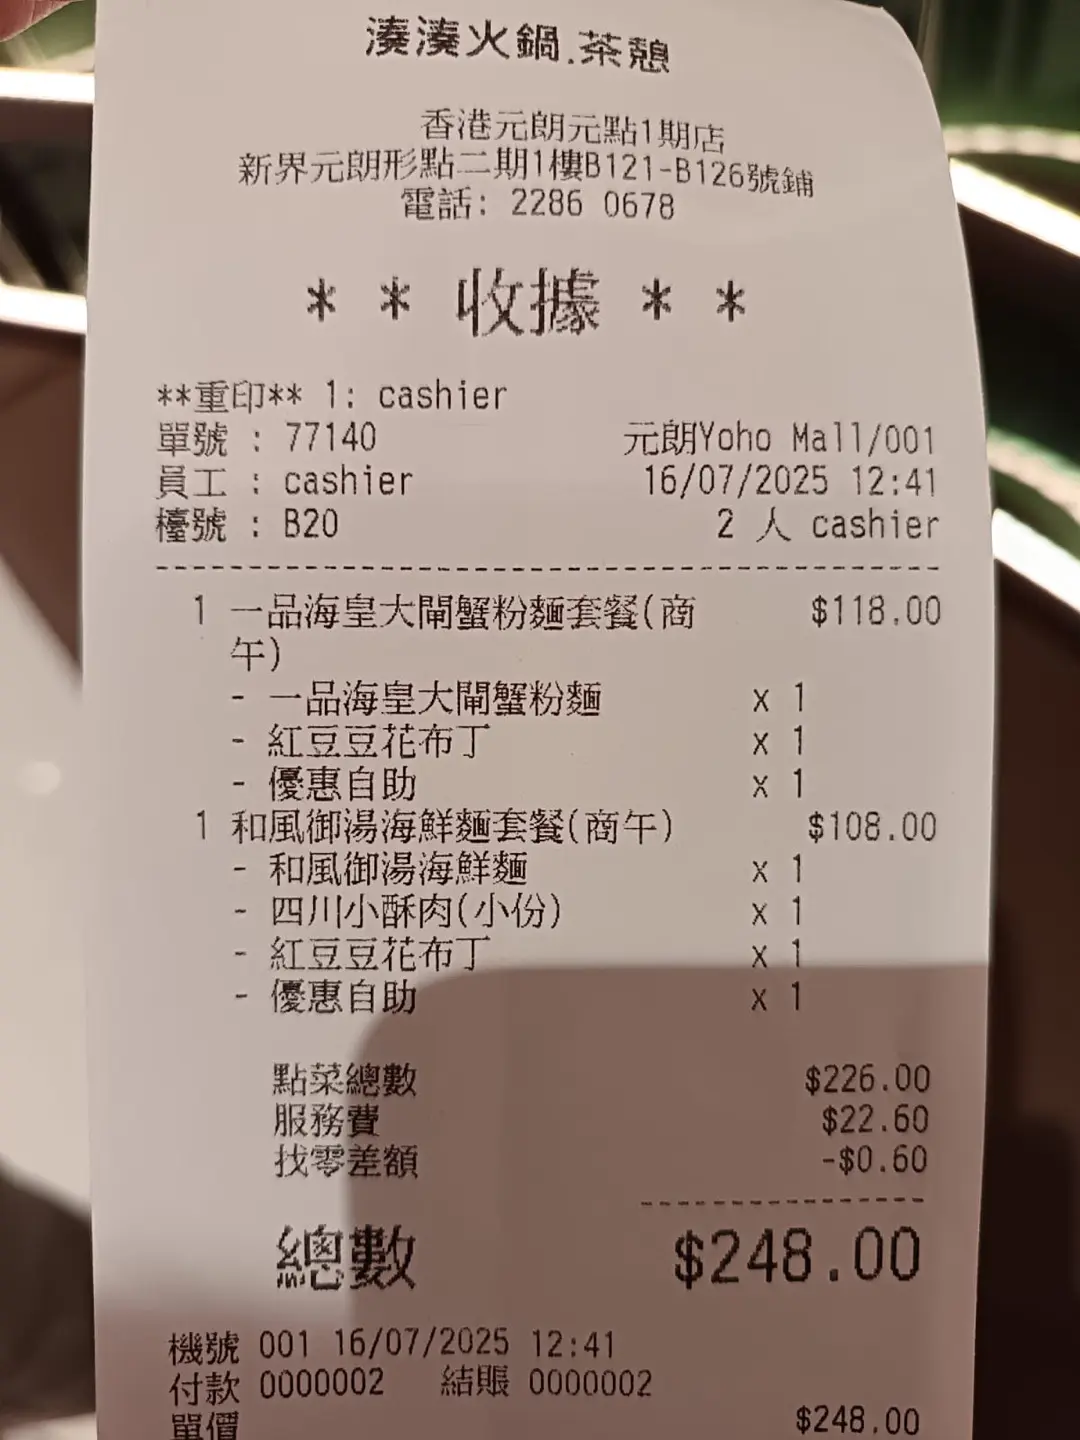 湊湊火鍋.茶憩
香港元朗元點1期店
新界元朗形點二期1樓B121-B126號鋪
電話: 2286 0678
* * 收據 * *
**重印** 1: cashier
單號 : 77140 元朗Yoho Mall/001
員工 : cashier 16/07/2025 12:41
檯號 : B20 2 人 cashier
1 一品海皇大閘蟹粉麵套餐(商 $118.00
午)
- 一品海皇大閘蟹粉麵 x 1
- 紅豆豆花布丁 x 1
- 優惠自助 x 1
1 和風御湯海鮮麵套餐(商午) $108.00
- 和風御湯海鮮麵 x 1
- 四川小酥肉(小份) x 1
- 紅豆豆花布丁 x 1
- 優惠自助 x 1
點菜總數 $226.00
服務費 $22.60
找零差額 -$0.60
總數 $248.00
機號 001 16/07/2025 12:41
付款 0000002 結賬 0000002
單價 $248.00